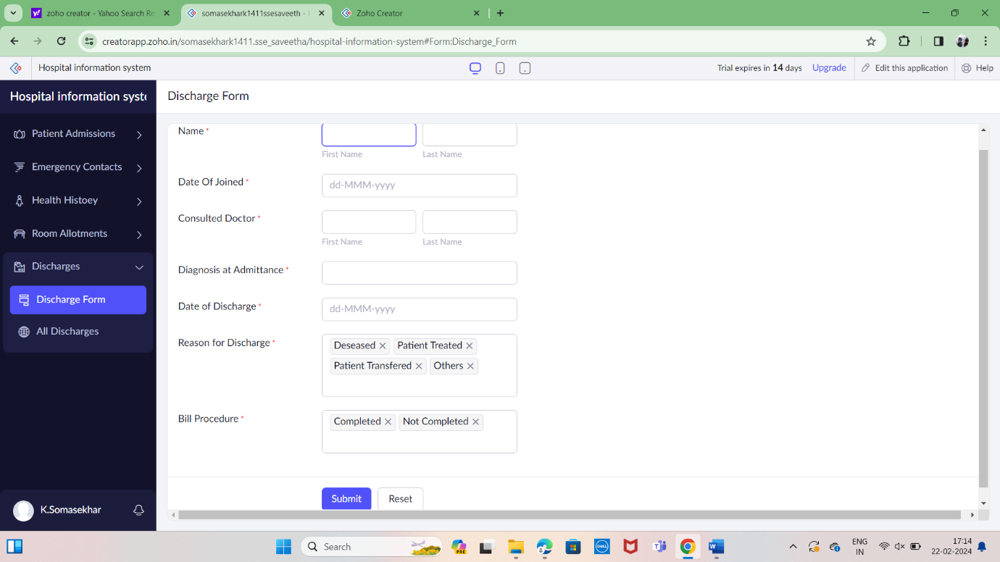 zoho creator - Yahoo Search Re
somasekhark1411ssesaveeth -
Zoho Creator
creatorapp.zoho.in/somasekhark1411.sse_saveetha/hospital-information-system#Form:Discharge_Form
Hospital information system
Trial expires in 14 days
Upgrade
Edit this application
Help
Hospital information syste
Discharge Form
Patient Admissions
Emergency Contacts
Health Histoey
Room Allotments
Discharges
Discharge Form
All Discharges
K.Somasekhar
Name *
First Name
Last Name
Date Of Joined *
dd-MMM-yyyy
Consulted Doctor *
First Name
Last Name
Diagnosis at Admittance *
Date of Discharge *
dd-MMM-yyyy
Reason for Discharge *
Deseased × Patient Treated ×
Patient Transfered × Others ×
Bill Procedure *
Completed × Not Completed ×
Submit
Reset
Search
PRE
DELL
ENG
IN
17:14
22-02-2024